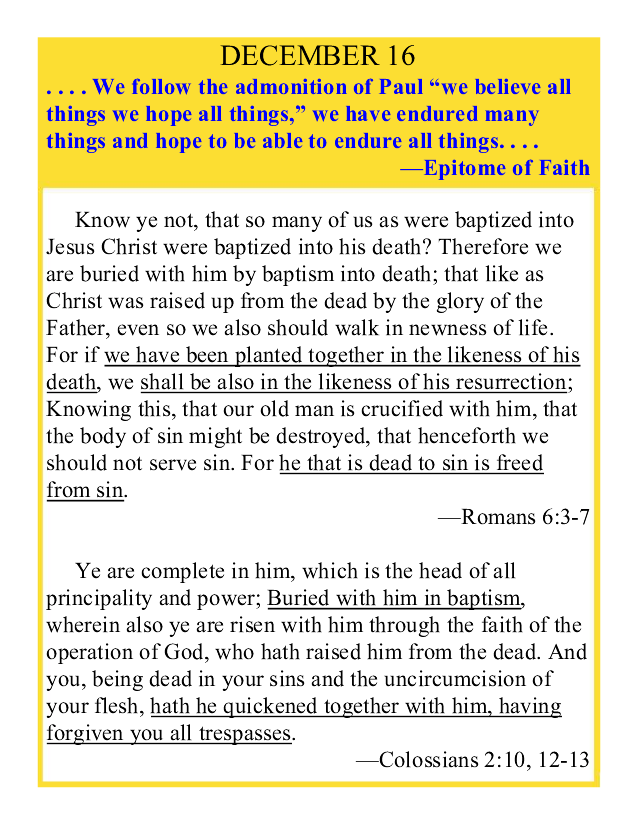 DECEMBER 16
. . . . We follow the admonition of Paul “we believe all
things we hope all things,” we have endured many
things and hope to be able to endure all things. . . .
—Epitome of Faith
Know ye not, that so many of us as were baptized into
Jesus Christ were baptized into his death? Therefore we
are buried with him by baptism into death; that like as
Christ was raised up from the dead by the glory of the
Father, even so we also should walk in newness of life.
For if we have been planted together in the likeness of his
death, we shall be also in the likeness of his resurrection;
Knowing this, that our old man is crucified with him, that
the body of sin might be destroyed, that henceforth we
should not serve sin. For he that is dead to sin is freed
from sin.
—Romans 6:3-7
Ye are complete in him, which is the head of all
principality and power; Buried with him in baptism,
wherein also ye are risen with him through the faith of the
operation of God, who hath raised him from the dead. And
you, being dead in your sins and the uncircumcision of
your flesh, hath he quickened together with him, having
forgiven you all trespasses.
—Colossians 2:10, 12-13